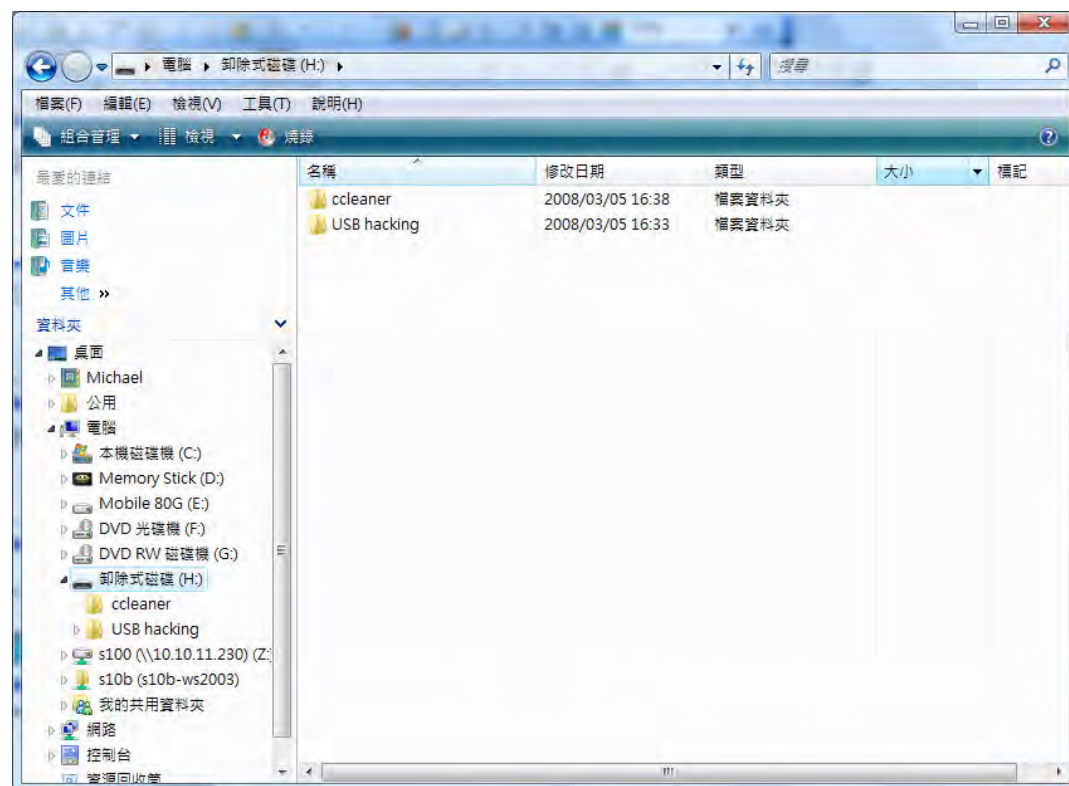 電腦 卸除式磁碟 (H:)
搜尋
檔案(F) 編輯(E) 檢視(V) 工具(T) 說明(H)
組合管理 檢視 燒錄
最愛的連結
文件
圖片
音樂
其他 »
資料夾
桌面
Michael
公用
電腦
本機磁碟機 (C:)
Memory Stick (D:)
Mobile 80G (E:)
DVD 光碟機 (F:)
DVD RW 磁碟機 (G:)
卸除式磁碟 (H:)
ccleaner
USB hacking
s100 (\\10.10.11.230) (Z:
s10b (s10b-ws2003)
我的共用資料夾
網路
控制台
資源回收筒
名稱 修改日期 類型 大小 標記
ccleaner 2008/03/05 16:38 檔案資料夾
USB hacking 2008/03/05 16:33 檔案資料夾